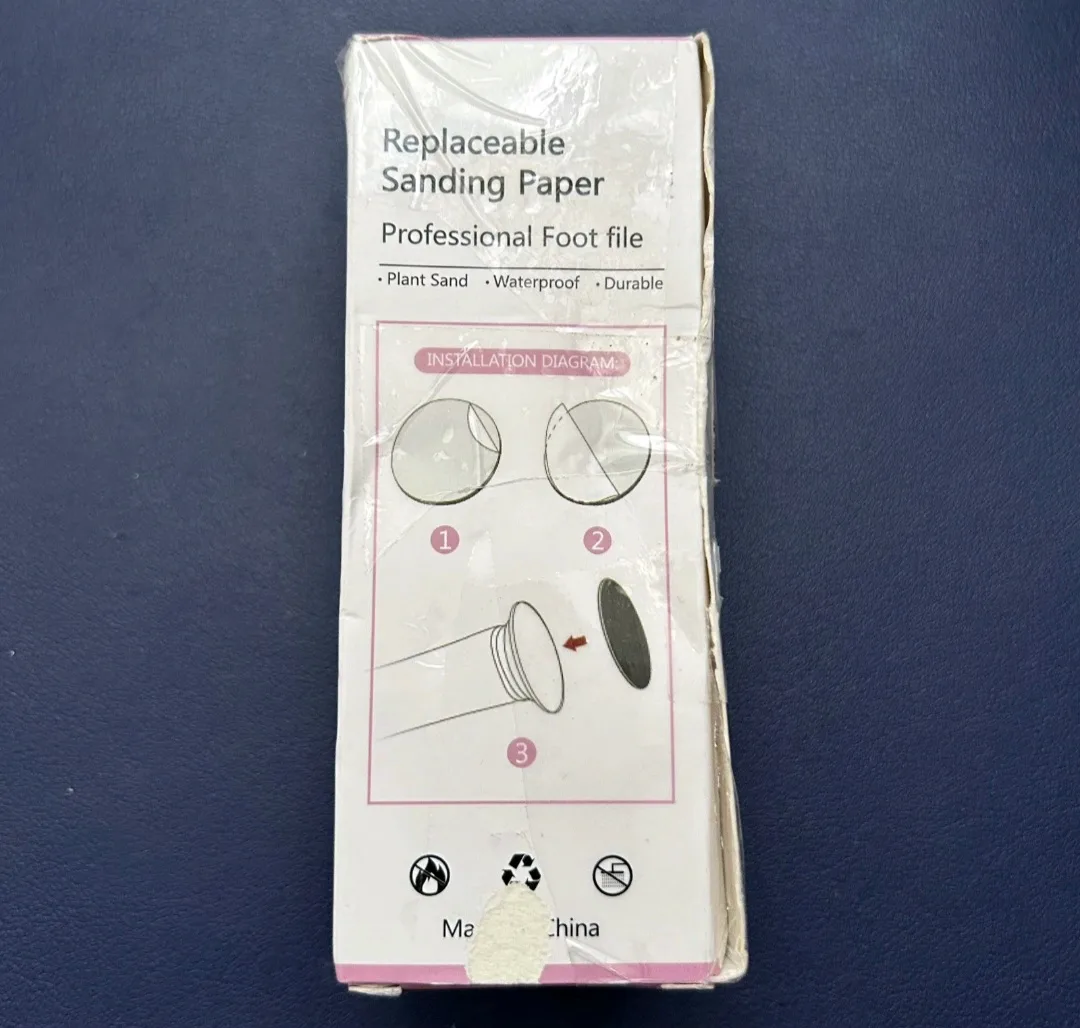 Replaceable
Sanding Paper
Professional Foot file
· Plant Sand · Waterproof · Durable
INSTALLATION DIAGRAM:
1
2
3
Ma China